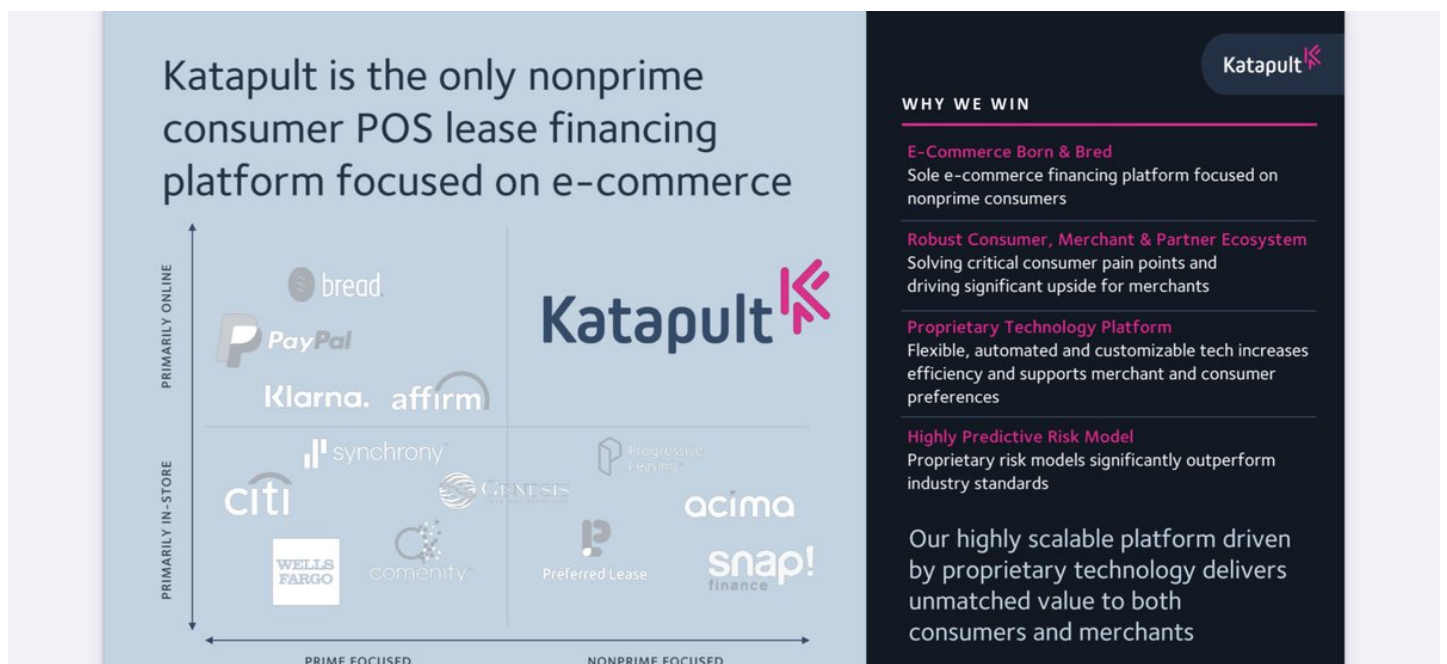 Katapult is the only nonprime
consumer POS lease financing
platform focused on e-commerce
PRIMARILY ONLINE
bread
PayPal
Klarna. affirm
Katapult
PRIMARILY IN-STORE
synchrony
citi
GENESIS
WELLS
FARGO
comenity
Progressive
Leasing
acima
Preferred Lease
snap!
finance
PRIME FOCUSED
NONPRIME FOCUSED
Katapult
WHY WE WIN
E-Commerce Born & Bred
Sole e-commerce financing platform focused on
nonprime consumers
Robust Consumer, Merchant & Partner Ecosystem
Solving critical consumer pain points and
driving significant upside for merchants
Proprietary Technology Platform
Flexible, automated and customizable tech increases
efficiency and supports merchant and consumer
preferences
Highly Predictive Risk Model
Proprietary risk models significantly outperform
industry standards
Our highly scalable platform driven
by proprietary technology delivers
unmatched value to both
consumers and merchants